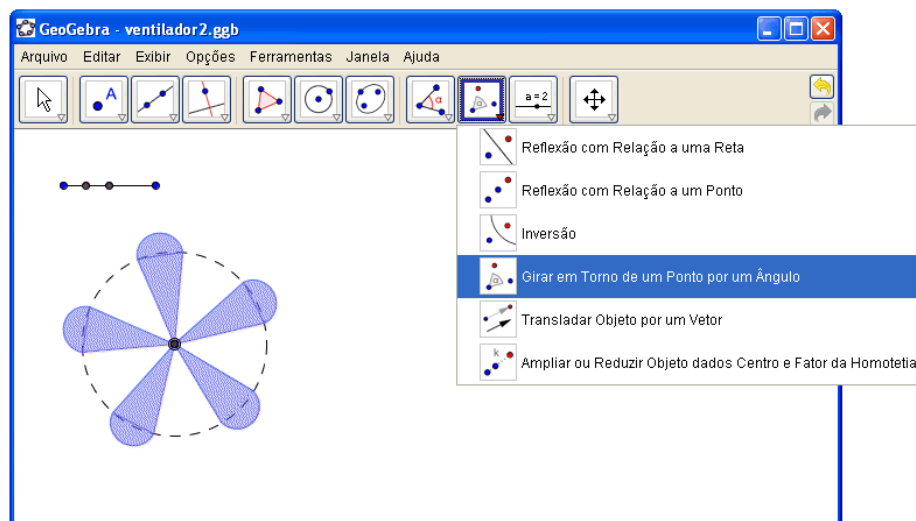 GeoGebra - ventilador2.ggb
Arquivo Editar Exibir Opções Ferramentas Janela Ajuda
A
α
α
a = 2
Reflexão com Relação a uma Reta
Reflexão com Relação a um Ponto
Inversão
α
Girar em Torno de um Ponto por um Ângulo
Transladar Objeto por um Vetor
k
Ampliar ou Reduzir Objeto dados Centro e Fator da Homotetia